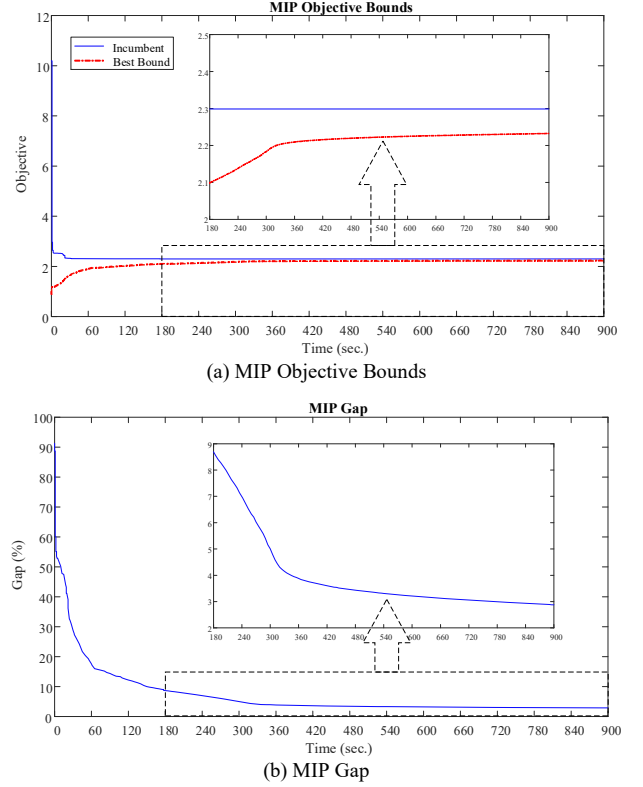 MIP Objective Bounds
12
10
8
6
4
2
0
Objective
Incumbent
Best Bound
2.5
2.4
2.3
2.2
2.1
2
180 240 300 360 420 480 540 600 660 720 780 840 900
0 60 120 180 240 300 360 420 480 540 600 660 720 780 840 900
Time (sec.)
(a) MIP Objective Bounds
MIP Gap
100
90
80
70
60
50
40
30
20
10
0
Gap (%)
9
8
7
6
5
4
3
2
180 240 300 360 420 480 540 600 660 720 780 840 900
0 60 120 180 240 300 360 420 480 540 600 660 720 780 840 900
Time (sec.)
(b) MIP Gap